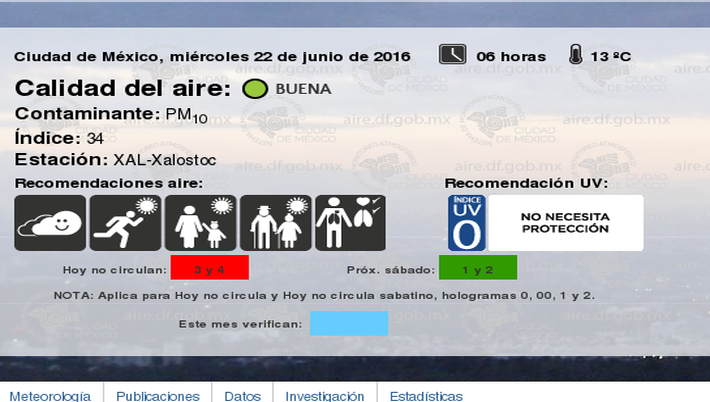 Ciudad de México, miércoles 22 de junio de 2016 06 horas 13 ºC
Calidad del aire: BUENA
Contaminante: PM10
Índice: 34
Estación: XAL-Xalostoc
Recomendaciones aire: Recomendación UV:
ÍNDICE
UV
0
NO NECESITA
PROTECCIÓN
Hoy no circulan: 3 y 4 Próx. sábado: 1 y 2
NOTA: Aplica para Hoy no circula y Hoy no circula sabatino, hologramas 0, 00, 1 y 2.
Este mes verifican:
Meteorología Publicaciones Datos Investigación Estadísticas
aire.df.gob.mx
CIUDAD
DE MÉXICO